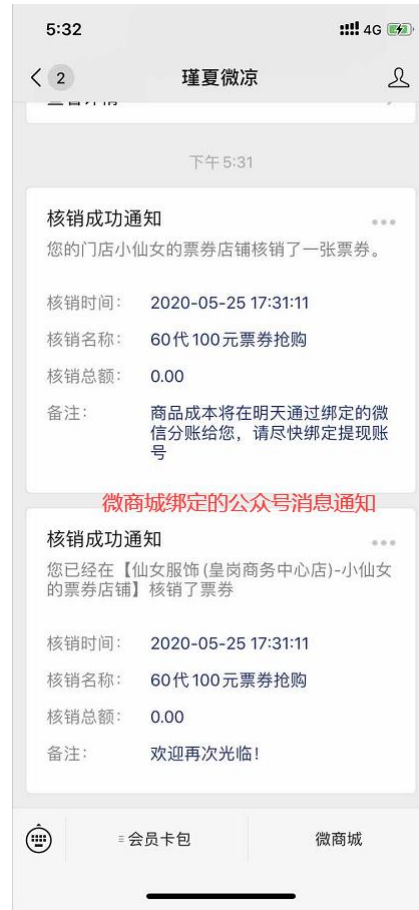 5:32
4G
2
瑾夏微凉
下午5:31
核销成功通知
您的门店小仙女的票券店铺核销了一张票券。
核销时间： 2020-05-25 17:31:11
核销名称： 60代100元票券抢购
核销总额： 0.00
备注： 商品成本将在明天通过绑定的微
信分账给您，请尽快绑定提现账
号
微商城绑定的公众号消息通知
核销成功通知
您已经在【仙女服饰(皇岗商务中心店)-小仙女
的票券店铺】核销了票券
核销时间： 2020-05-25 17:31:11
核销名称： 60代100元票券抢购
核销总额： 0.00
备注： 欢迎再次光临！
会员卡包
微商城